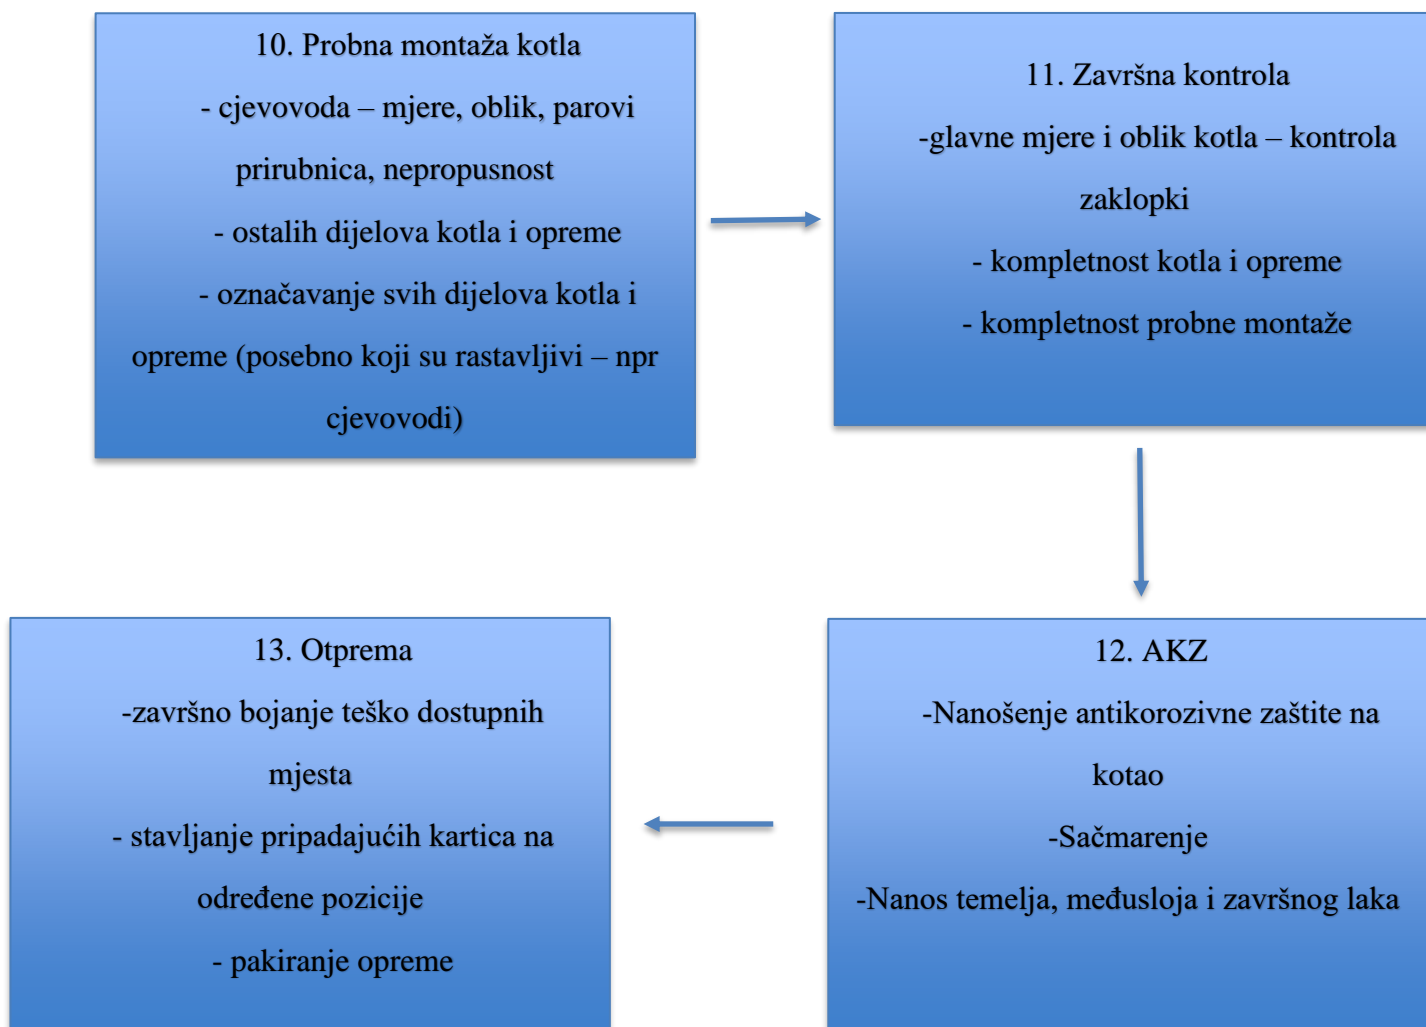 10. Probna montaža kotla
- cjevovoda – mjere, oblik, parovi
prirubnica, nepropusnost
- ostalih dijelova kotla i opreme
- označavanje svih dijelova kotla i
opreme (posebno koji su rastavljivi – npr
cjevovodi)
11. Završna kontrola
-glavne mjere i oblik kotla – kontrola
zaklopki
- kompletnost kotla i opreme
- kompletnost probne montaže
12. AKZ
-Nanošenje antikorozivne zaštite na
kotao
-Sačmarenje
-Nanos temelja, međusloja i završnog laka
13. Otprema
-završno bojanje teško dostupnih
mjesta
- stavljanje pripadajućih kartica na
određene pozicije
- pakiranje opreme